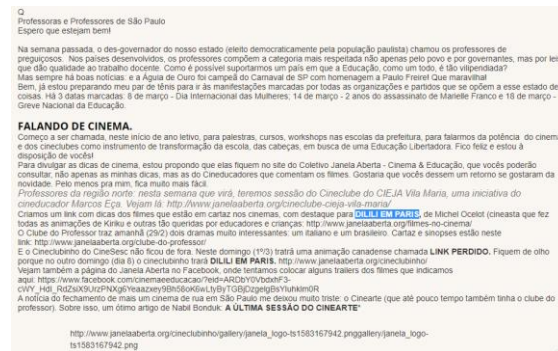 Q
Professoras e Professores de São Paulo
Espero que estejam bem!
Na semana passada, o des-governador do nosso estado (eleito democraticamente pela população paulista) chamou os professores de
preguiçosos. Nos países desenvolvidos, os professores compõem a categoria mais respeitada não apenas pelo povo e por governantes, mas por lei
que dão qualidade ao trabalho docente. Como é possível suportarmos um país em que a Educação, como um todo, é tão vilipendiada?
Mas sempre há boas notícias: e a Águia de Ouro foi campeã do Carnaval de SP com homenagem a Paulo Freire! Que maravilha!
Bem, já estou preparando meu par de tênis para ir às manifestações marcadas por todas as organizações e partidos que se opõem a esse estado de
coisas. Há 3 datas marcadas: 8 de março - Dia Internacional das Mulheres; 14 de março - 2 anos do assassinato de Marielle Franco e 18 de março -
Greve Nacional da Educação.
FALANDO DE CINEMA.
Começo a ser chamada, neste início de ano letivo, para palestras, cursos, workshops nas escolas da prefeitura, para falarmos da potência do cinem
e dos cineclubes como instrumento de transformação da escola, das cabeças, em busca de uma Educação Libertadora. Fico feliz e estou à
disposição de vocês!
Para divulgar as dicas de cinema, estou propondo que elas fiquem no site do Coletivo Janela Aberta - Cinema & Educação, que vocês poderão
consultar, não apenas as minhas dicas, mas as do Cineducadores que comentam os filmes. Gostaria que vocês dessem um retorno se gostaram da
novidade. Pelo menos pra mim, fica muito mais fácil.
Professores da região norte: nesta semana que virá, teremos sessão do Cineclube do CIEJA Vila Maria, uma iniciativa do
cineducador Marcos Eça. Vejam lá: http://www.janelaaberta.org/cineclube-cieja-vila-maria/
Criamos um link com dicas dos filmes que estão em cartaz nos cinemas, com destaque para DILILI EM PARIS, de Michel Ocelot (cineasta que fez
todas as animações de Kiriku e outras tão queridas por educadores e crianças: http://www.janelaaberta.org/filmes-no-cinema/
O Clube do Professor traz amanhã (29/2) dois dramas muito interessantes: um italiano e um brasileiro. Cartaz e sinopses estão neste
link: http://www.janelaaberta.org/clube-do-professor/
E o Cineclubinho do CineSesc não ficou de fora. Neste domingo (1º/3) tratrá uma animação canadense chamada LINK PERDIDO. Fiquem de olho
porque no outro domingo (dia 8) o cineclubinho trará DILILI EM PARIS. http://www.janelaaberta.org/cineclubinho/
Vejam também a página do Janela Aberta no Facebook, onde tentamos colocar alguns trailers dos filmes que indicamos
aqui: https://www.facebook.com/cinemaeeducacao/?eid=ARDbY0VbdxhF3-
A notícia do fechamento de mais um cinema de rua em São Paulo me deixou muito triste: o Cinearte (que até pouco tempo também tinha o clube do
professor). Sobre isso, um ótimo artigo de Nabil Bonduk: A ÚLTIMA SESSÃO DO CINEARTE"
http://www.janelaaberta.org/cineclubinho/gallery/janela_logo-ts1583167942.pnggallery/janela_logo-
ts1583167942.png